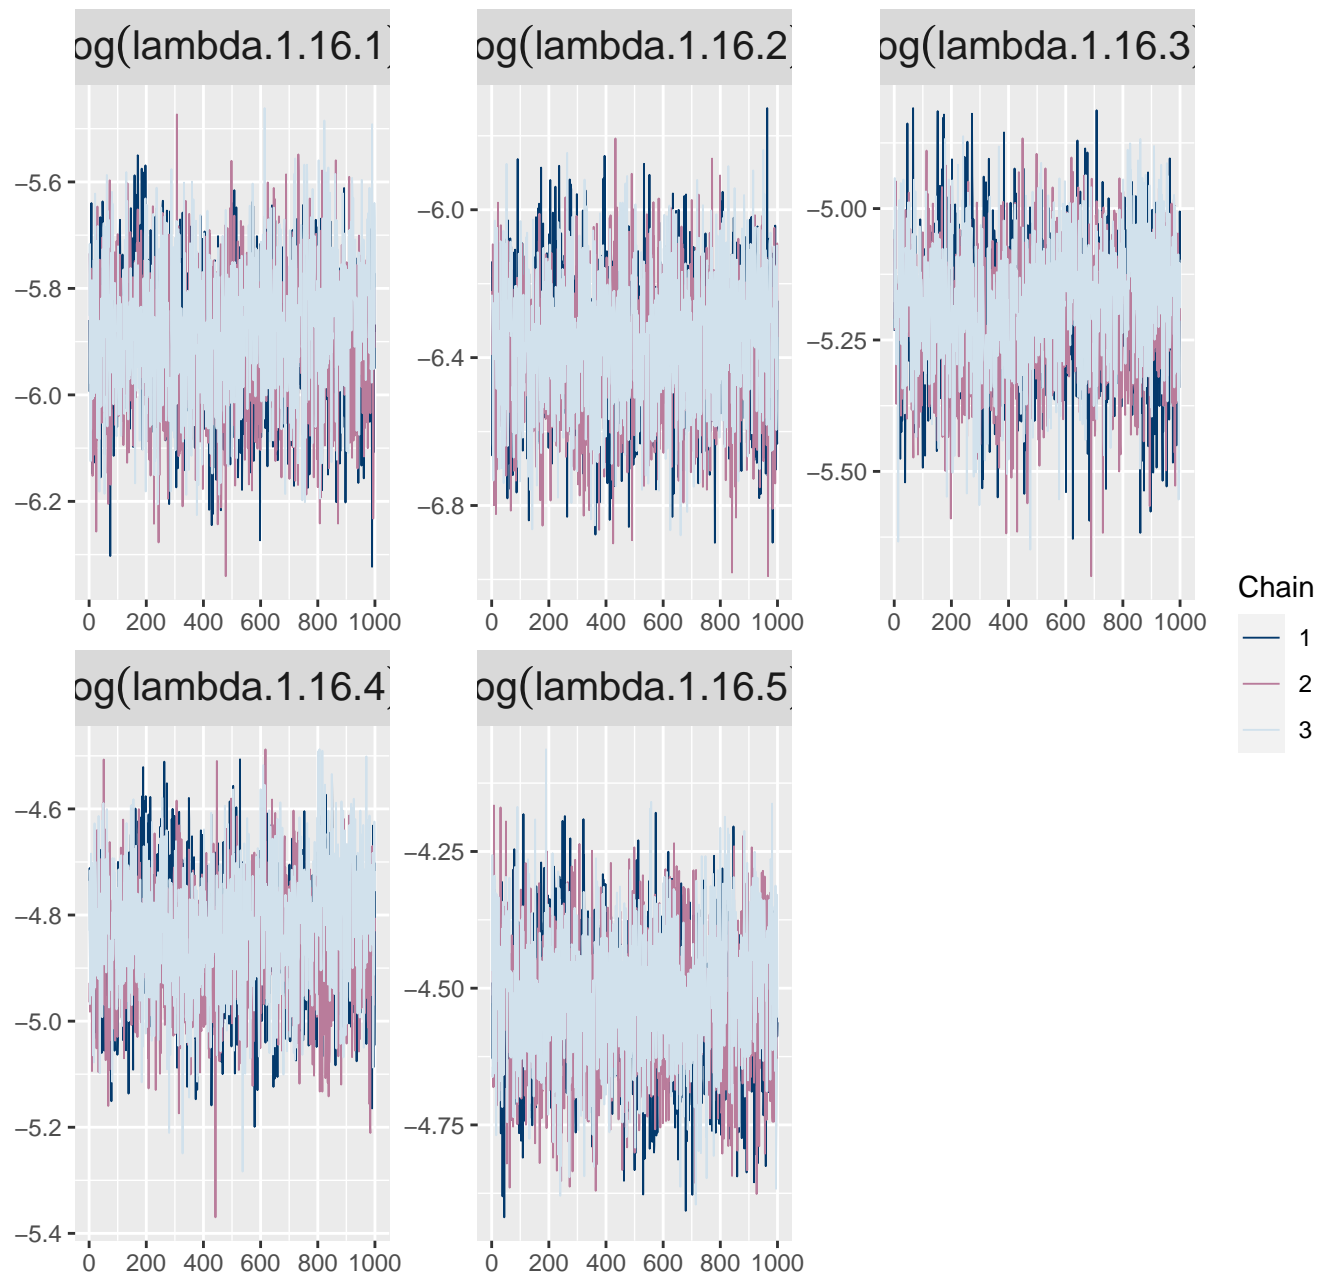 og(lambda.1.16.1) og(lambda.1.16.2) og(lambda.1.16.3)
−5.6
−5.8
−6.0
−6.2
0 200 400 600 800 1000
−6.0
−6.4
−6.8
0 200 400 600 800 1000
−5.00
−5.25
−5.50
0 200 400 600 800 1000
og(lambda.1.16.4) og(lambda.1.16.5)
−4.6
−4.8
−5.0
−5.2
−5.4
0 200 400 600 800 1000
−4.25
−4.50
−4.75
0 200 400 600 800 1000
Chain
1
2
3